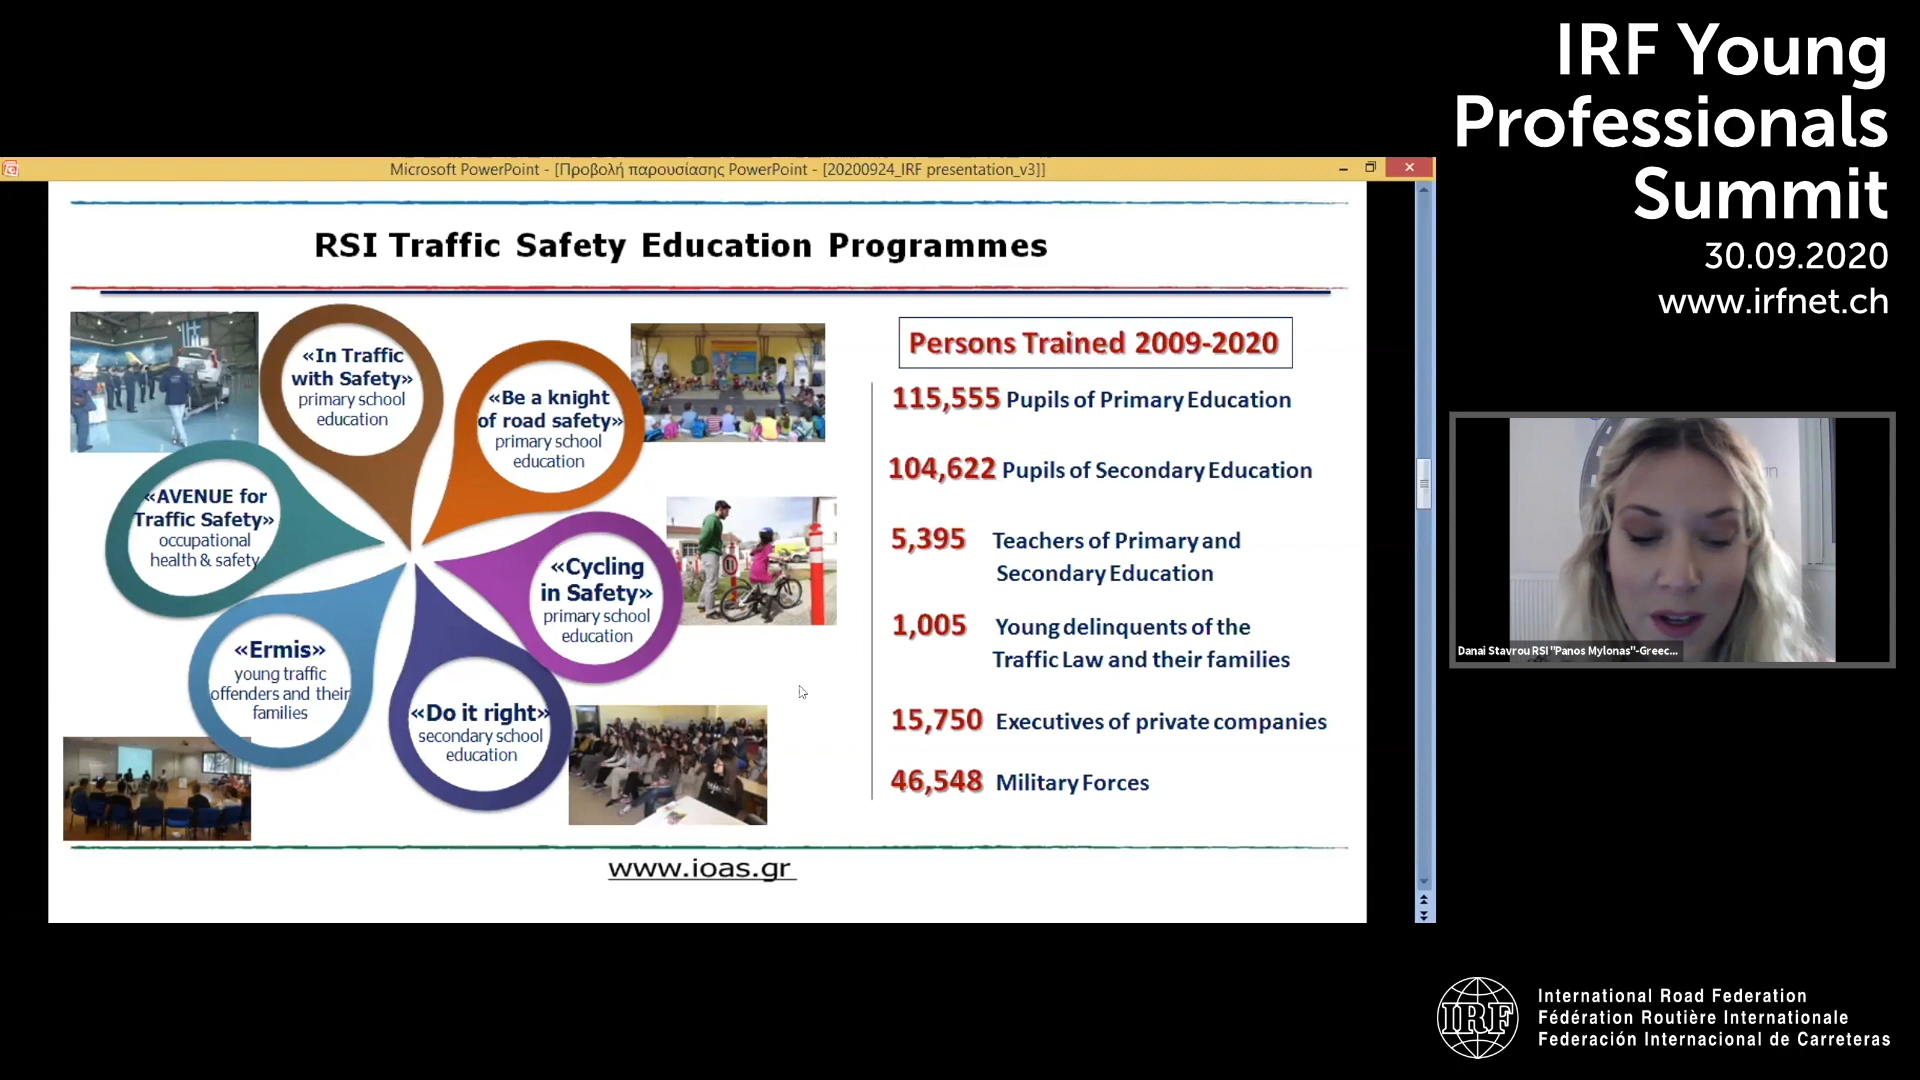 IRF Young
Professionals
Summit
30.09.2020
www.irfnet.ch
Microsoft PowerPoint - [Προβολή παρουσίασης PowerPoint - [20200924_IRF presentation_v3]]
RSI Traffic Safety Education Programmes
«In Traffic
with Safety»
primary school
education
«Be a knight
of road safety»
primary school
education
«AVENUE for
Traffic Safety»
occupational
health & safety
«Cycling
in Safety»
primary school
education
«Ermis»
young traffic
offenders and their
families
«Do it right»
secondary school
education
Persons Trained 2009-2020
115,555 Pupils of Primary Education
104,622 Pupils of Secondary Education
5,395 Teachers of Primary and
Secondary Education
1,005 Young delinquents of the
Traffic Law and their families
15,750 Executives of private companies
46,548 Military Forces
www.ioas.gr
Danai Stavrou RSI "Panos Mylonas"-Greec...
IRF
International Road Federation
Fédération Routière Internationale
Federación Internacional de Carreteras